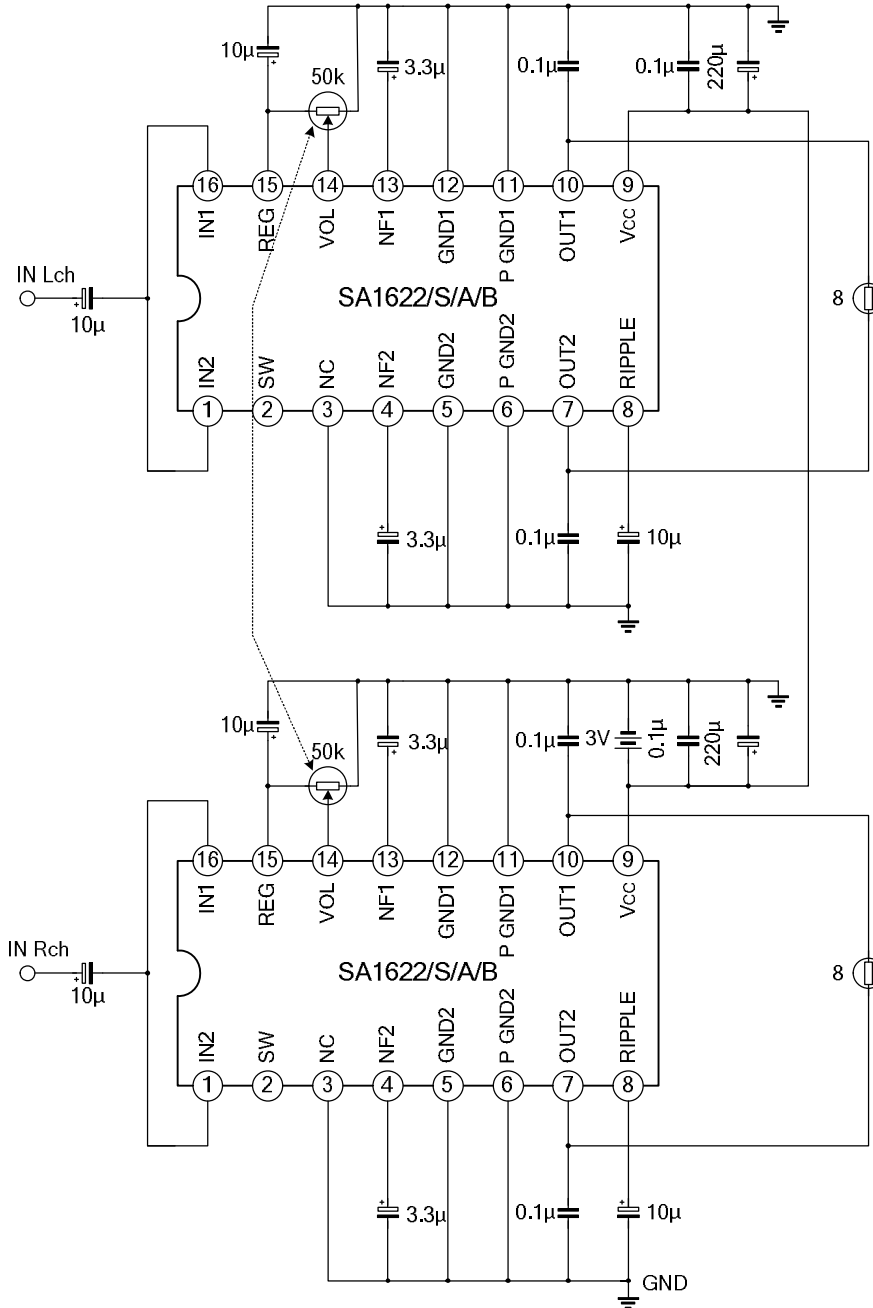 10µ
50k
3.3µ
0.1µ
0.1µ
220µ
16
15
14
13
12
11
10
9
IN1
REG
VOL
NF1
GND1
P GND1
OUT1
Vcc
IN Lch
10µ
SA1622/S/A/B
8
IN2
SW
NC
NF2
GND2
P GND2
OUT2
RIPPLE
1
2
3
4
5
6
7
8
3.3µ
0.1µ
10µ
10µ
50k
3.3µ
0.1µ
3V
0.1µ
220µ
16
15
14
13
12
11
10
9
IN1
REG
VOL
NF1
GND1
P GND1
OUT1
Vcc
IN Rch
10µ
SA1622/S/A/B
8
IN2
SW
NC
NF2
GND2
P GND2
OUT2
RIPPLE
1
2
3
4
5
6
7
8
3.3µ
0.1µ
10µ
GND